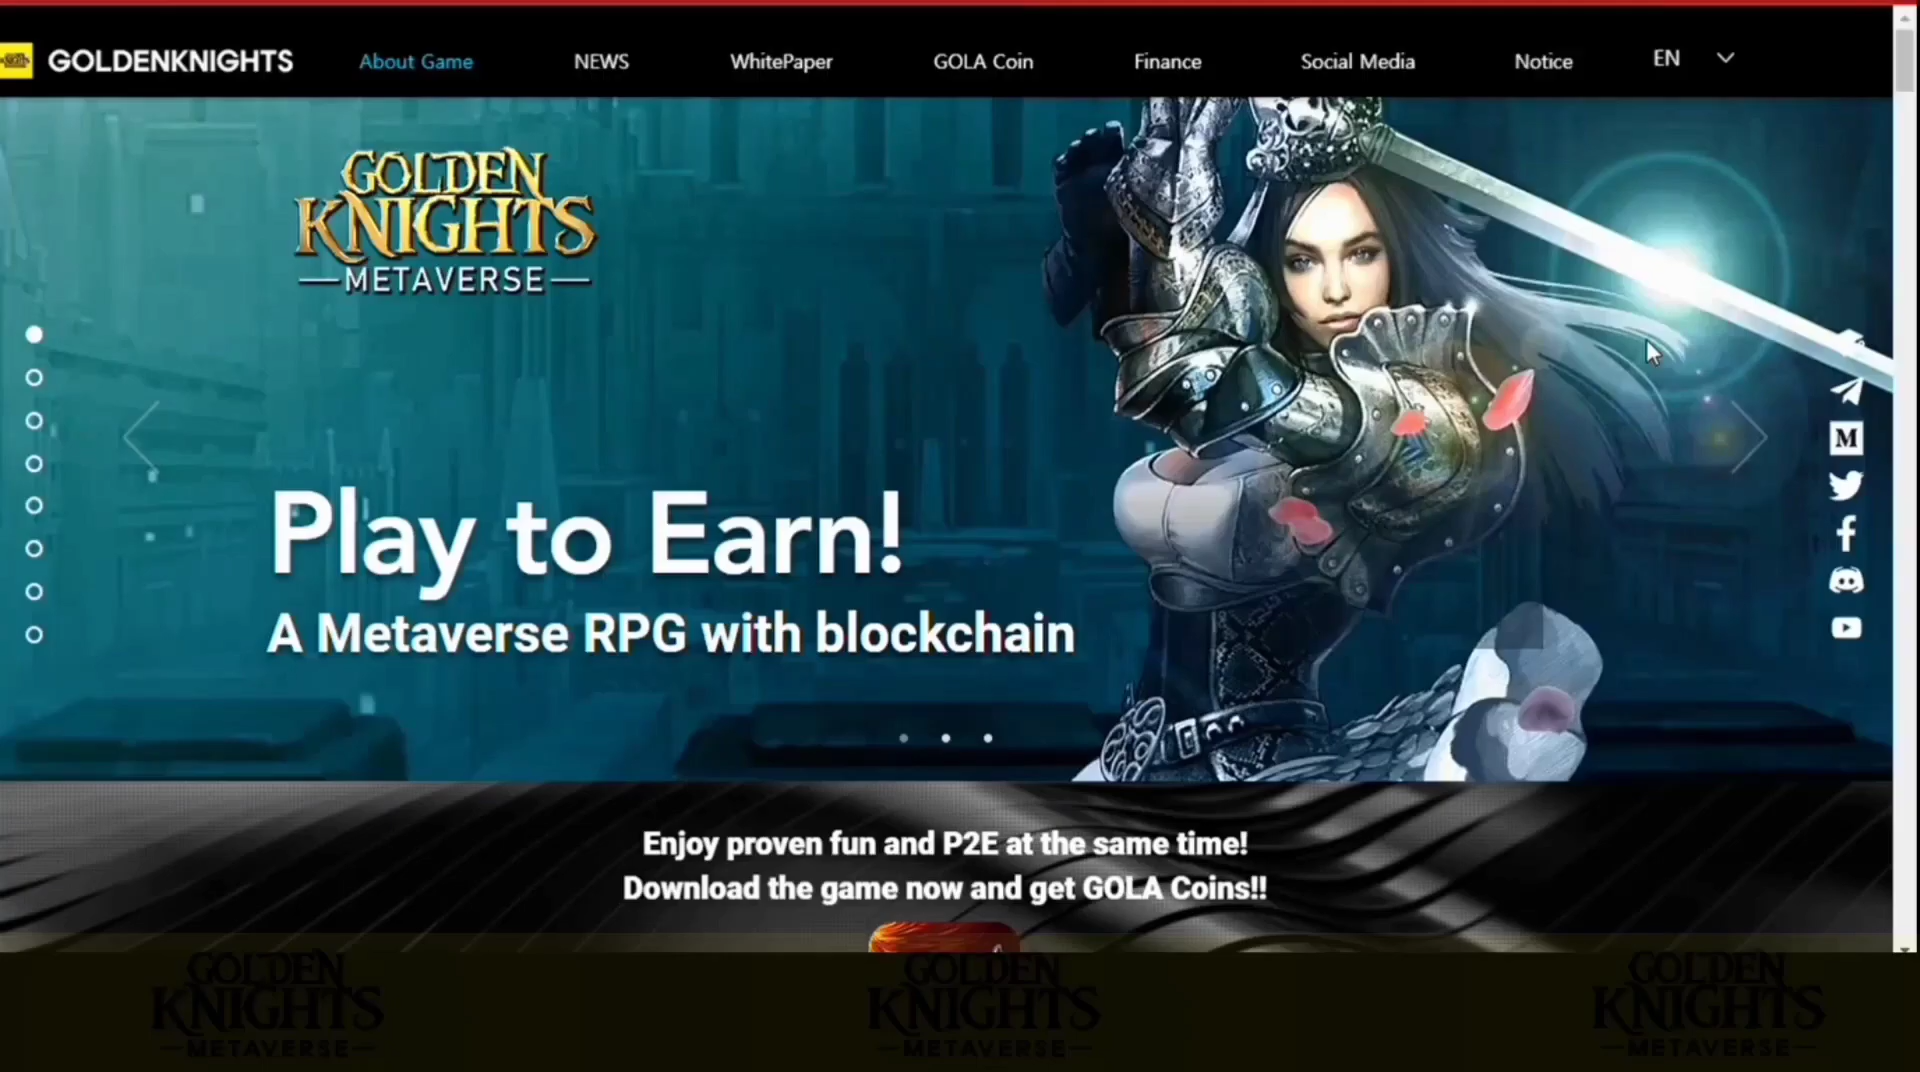 GOLDENKNIGHTS
About Game
NEWS
WhitePaper
GOLA Coin
Finance
Social Media
Notice
EN
GOLDEN
KNIGHTS
METAVERSE
M
Play to Earn!
A Metaverse RPG with blockchain
Enjoy proven fun and P2E at the same time!
Download the game now and get GOLA Coins!!
GOLDEN
KNIGHTS
METAVERSE
GOLDEN
KNIGHTS
METAVERSE
GOLDEN
KNIGHTS
METAVERSE